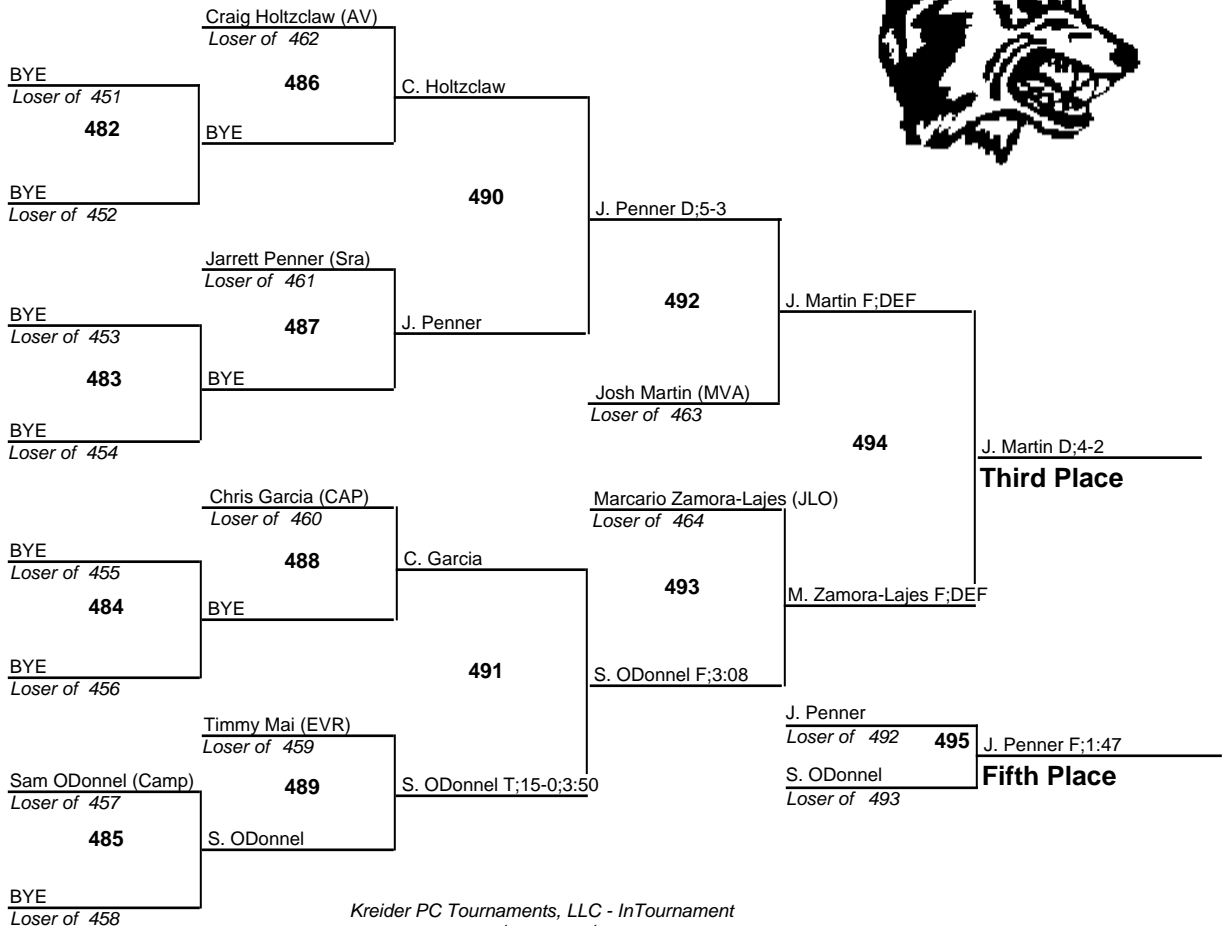 Craig Holtzclaw (AV)
Loser of 462
BYE
Loser of 451
486
C. Holtzclaw
482
BYE
BYE
Loser of 452
490
J. Penner D;5-3
Jarrett Penner (Sra)
Loser of 461
BYE
Loser of 453
487
J. Penner
492
J. Martin F;DEF
483
BYE
Josh Martin (MVA)
Loser of 463
BYE
Loser of 454
494
J. Martin D;4-2
Third Place
Chris Garcia (CAP)
Loser of 460
Marcario Zamora-Lajes (JLO)
Loser of 464
BYE
Loser of 455
488
C. Garcia
493
484
BYE
M. Zamora-Lajes F;DEF
BYE
Loser of 456
491
S. ODonnel F;3:08
Timmy Mai (EVR)
Loser of 459
J. Penner
Loser of 492
495
J. Penner F;1:47
Fifth Place
Sam ODonnel (Camp)
Loser of 457
489
S. ODonnel T;15-0;3:50
S. ODonnel
Loser of 493
485
S. ODonnel
BYE
Loser of 458
Kreider PC Tournaments, LLC - InTournament